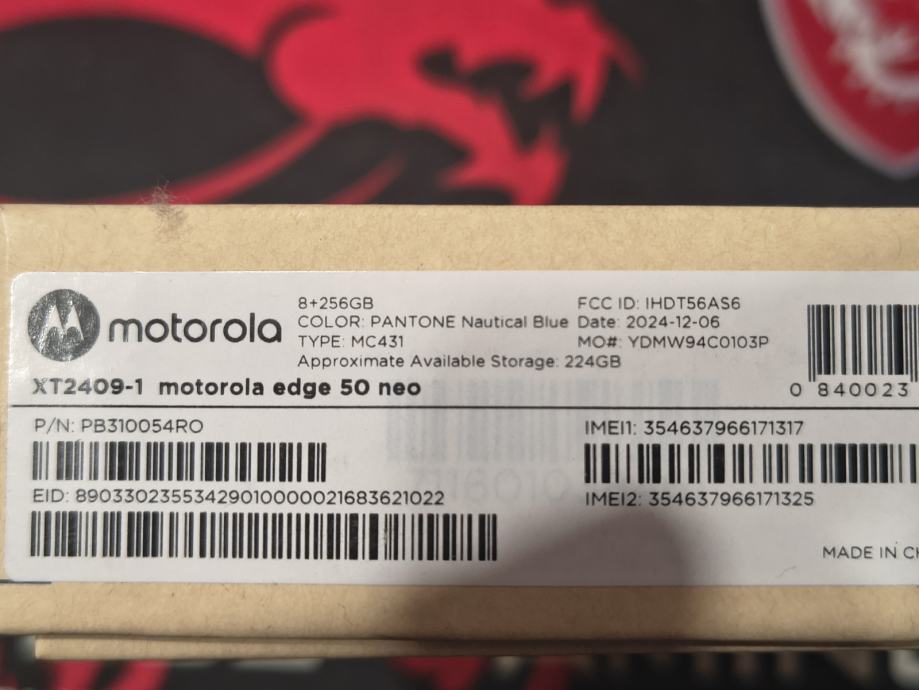 motorola
8+256GB
COLOR: PANTONE Nautical Blue
TYPE: MC431
Approximate Available Storage: 224GB
FCC ID: IHDT56AS6
Date: 2024-12-06
MO#: YDMW94C0103P
0 840023
XT2409-1 motorola edge 50 neo
P/N: PB310054RO
EID: 89033023553429010000021683621022
IMEI1: 354637966171317
IMEI2: 354637966171325
MADE IN